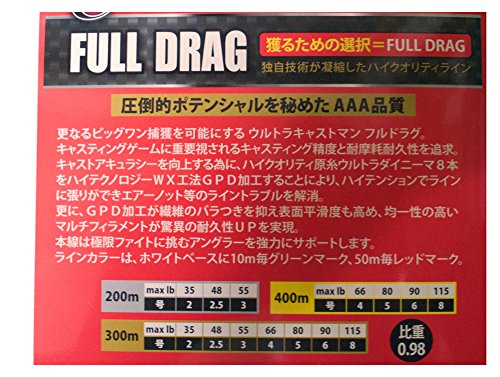 FULL DRAG
獲るための選択=FULL DRAG
独自技術が凝縮したハイクオリティライン
圧倒的ポテンシャルを秘めたAAA品質
更なるビッグワン捕獲を可能にする ウルトラキャストマン フルドラグ。
キャスティングゲームに重要視されるキャスティング精度と耐摩耗耐久性を追求。
キャストアキュラシーを向上する為に、ハイクオリティ原糸ウルトラダイニーマ8本
をハイテクノロジーWX工法GPD加工することにより、ハイテンションでライン
に張りができエアーノット等のライントラブルを解消。
更に、GPD加工が繊維のバラつきを抑え表面平滑度も高め、均一性の高い
マルチフィラメントが驚異の耐久性UPを実現。
本線は極限ファイトに挑むアングラーを強力にサポートします。
ラインカラーは、ホワイトベースに10m毎グリーンマーク、50m毎レッドマーク。
200m max lb 35 48 55
号 2 2.5 3
400m max lb 66 80 90 115
号 4 5 6 8
300m max lb 35 48 55 66 80 90 115
号 2 2.5 3 4 5 6 8
比重
0.98